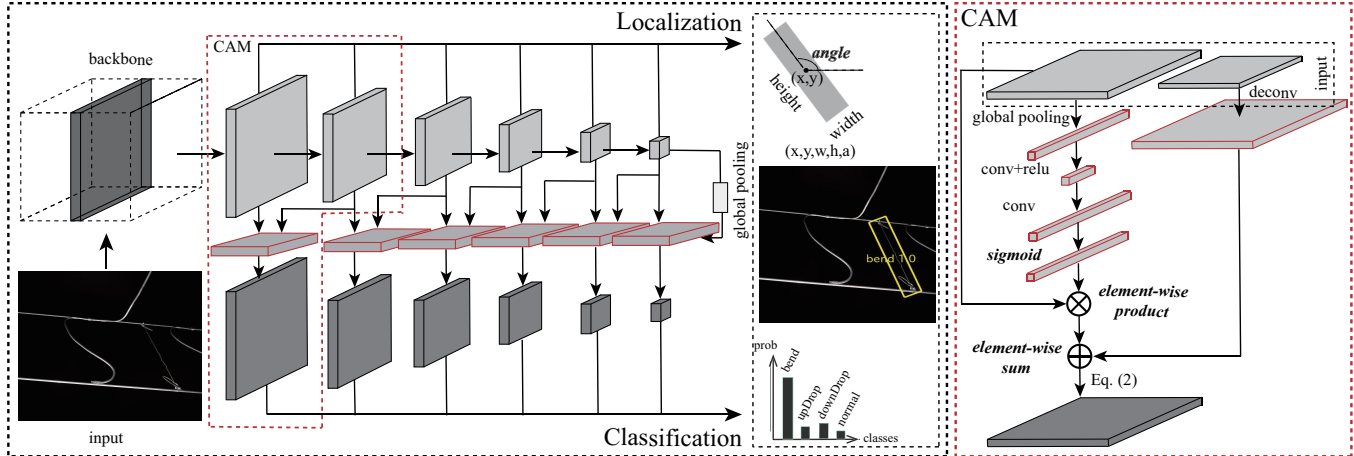 Localization
CAM
backbone
angle
(x,y)
height
width
(x,y,w,h,a)
global pooling
bend 1.0
input
prob
bend
upDrop
downDrop
normal
classes
Classification
CAM
input
deconv
global pooling
conv+relu
conv
sigmoid
element-wise
product
element-wise
sum
Eq. (2)